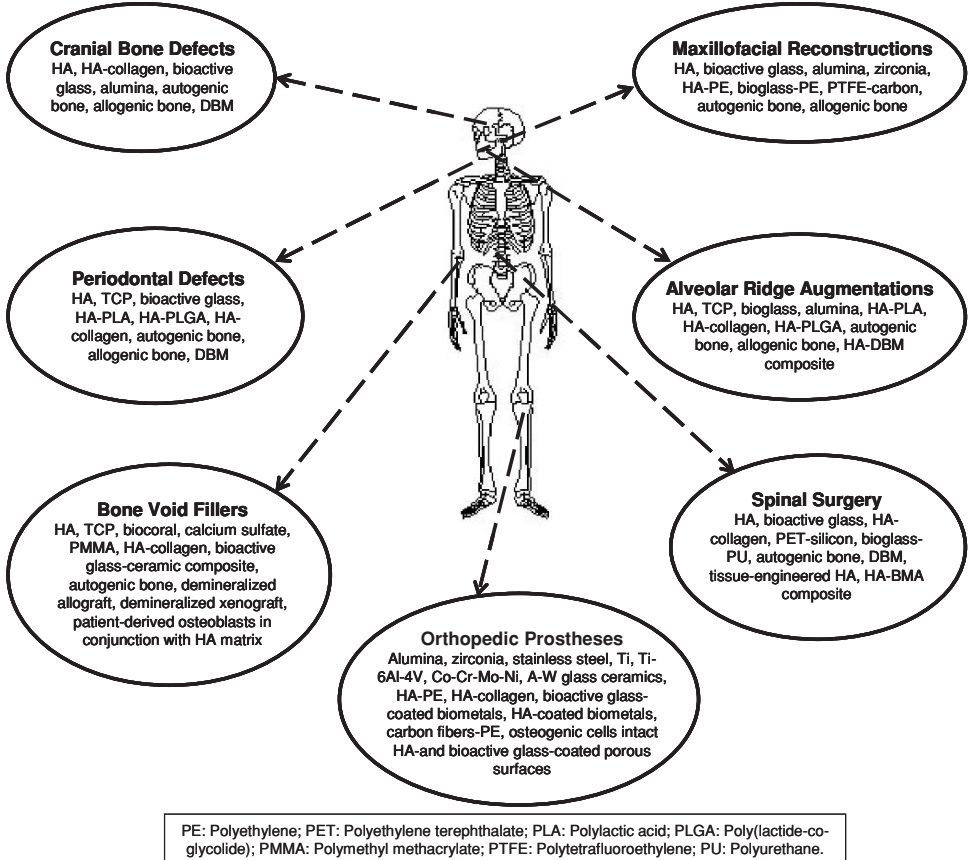 Cranial Bone Defects
HA, HA-collagen, bioactive
glass, alumina, autogenic
bone, allogenic bone, DBM
Maxillofacial Reconstructions
HA, bioactive glass, alumina, zirconia,
HA-PE, bioglass-PE, PTFE-carbon,
autogenic bone, allogenic bone
Periodontal Defects
HA, TCP, bioactive glass,
HA-PLA, HA-PLGA, HA-
collagen, autogenic bone,
allogenic bone, DBM
Alveolar Ridge Augmentations
HA, TCP, bioglass, alumina, HA-PLA,
HA-collagen, HA-PLGA, autogenic
bone, allogenic bone, HA-DBM
composite
Bone Void Fillers
HA, TCP, biocoral, calcium sulfate,
PMMA, HA-collagen, bioactive
glass-ceramic composite,
autogenic bone, demineralized
allograft, demineralized xenograft,
patient-derived osteoblasts in
conjunction with HA matrix
Spinal Surgery
HA, bioactive glass, HA-
collagen, PET-silicon, bioglass-
PU, autogenic bone, DBM,
tissue-engineered HA, HA-BMA
composite
Orthopedic Prostheses
Alumina, zirconia, stainless steel, Ti, Ti-
6Al-4V, Co-Cr-Mo-Ni, A-W glass ceramics,
HA-PE, HA-collagen, bioactive glass-
coated biometals, HA-coated biometals,
carbon fibers-PE, osteogenic cells intact
HA-and bioactive glass-coated porous
surfaces
PE: Polyethylene; PET: Polyethylene terephthalate; PLA: Polylactic acid; PLGA: Poly(lactide-co-
glycolide); PMMA: Polymethyl methacrylate; PTFE: Polytetrafluoroethylene; PU: Polyurethane.